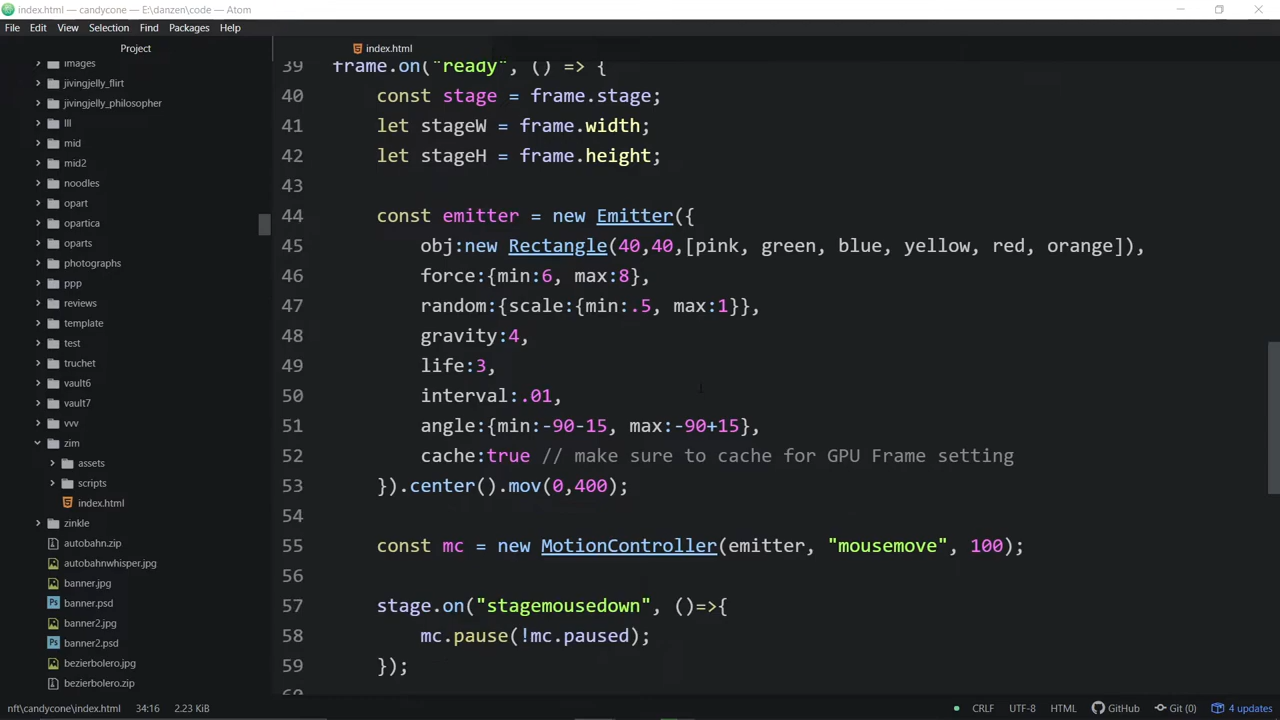 index.html — candycone — E:\danzen\code — Atom
File Edit View Selection Find Packages Help
Project
index.html
images
jivingjelly_flirt
jivingjelly_philosopher
lll
mid
mid2
noodles
opart
opartica
oparts
photographs
ppp
reviews
template
test
truchet
vault6
vault7
vvv
zim
assets
scripts
index.html
zinkle
autobahn.zip
autobahnwhisper.jpg
banner.jpg
banner.psd
banner2.jpg
banner2.psd
bezierbolero.jpg
bezierbolero.zip
39 frame.on("ready", () => {
40 const stage = frame.stage;
41 let stageW = frame.width;
42 let stageH = frame.height;
43
44 const emitter = new Emitter({
45 obj:new Rectangle(40,40,[pink, green, blue, yellow, red, orange]),
46 force:{min:6, max:8},
47 random:{scale:{min:.5, max:1}},
48 gravity:4,
49 life:3,
50 interval:.01,
51 angle:{min:-90-15, max:-90+15},
52 cache:true // make sure to cache for GPU Frame setting
53 }).center().mov(0,400);
54
55 const mc = new MotionController(emitter, "mousemove", 100);
56
57 stage.on("stagemousedown", ()=>{
58 mc.pause(!mc.paused);
59 });
60
nft\candycone\index.html 34:16 2.23 KiB CRLF UTF-8 HTML GitHub Git (0) 4 updates